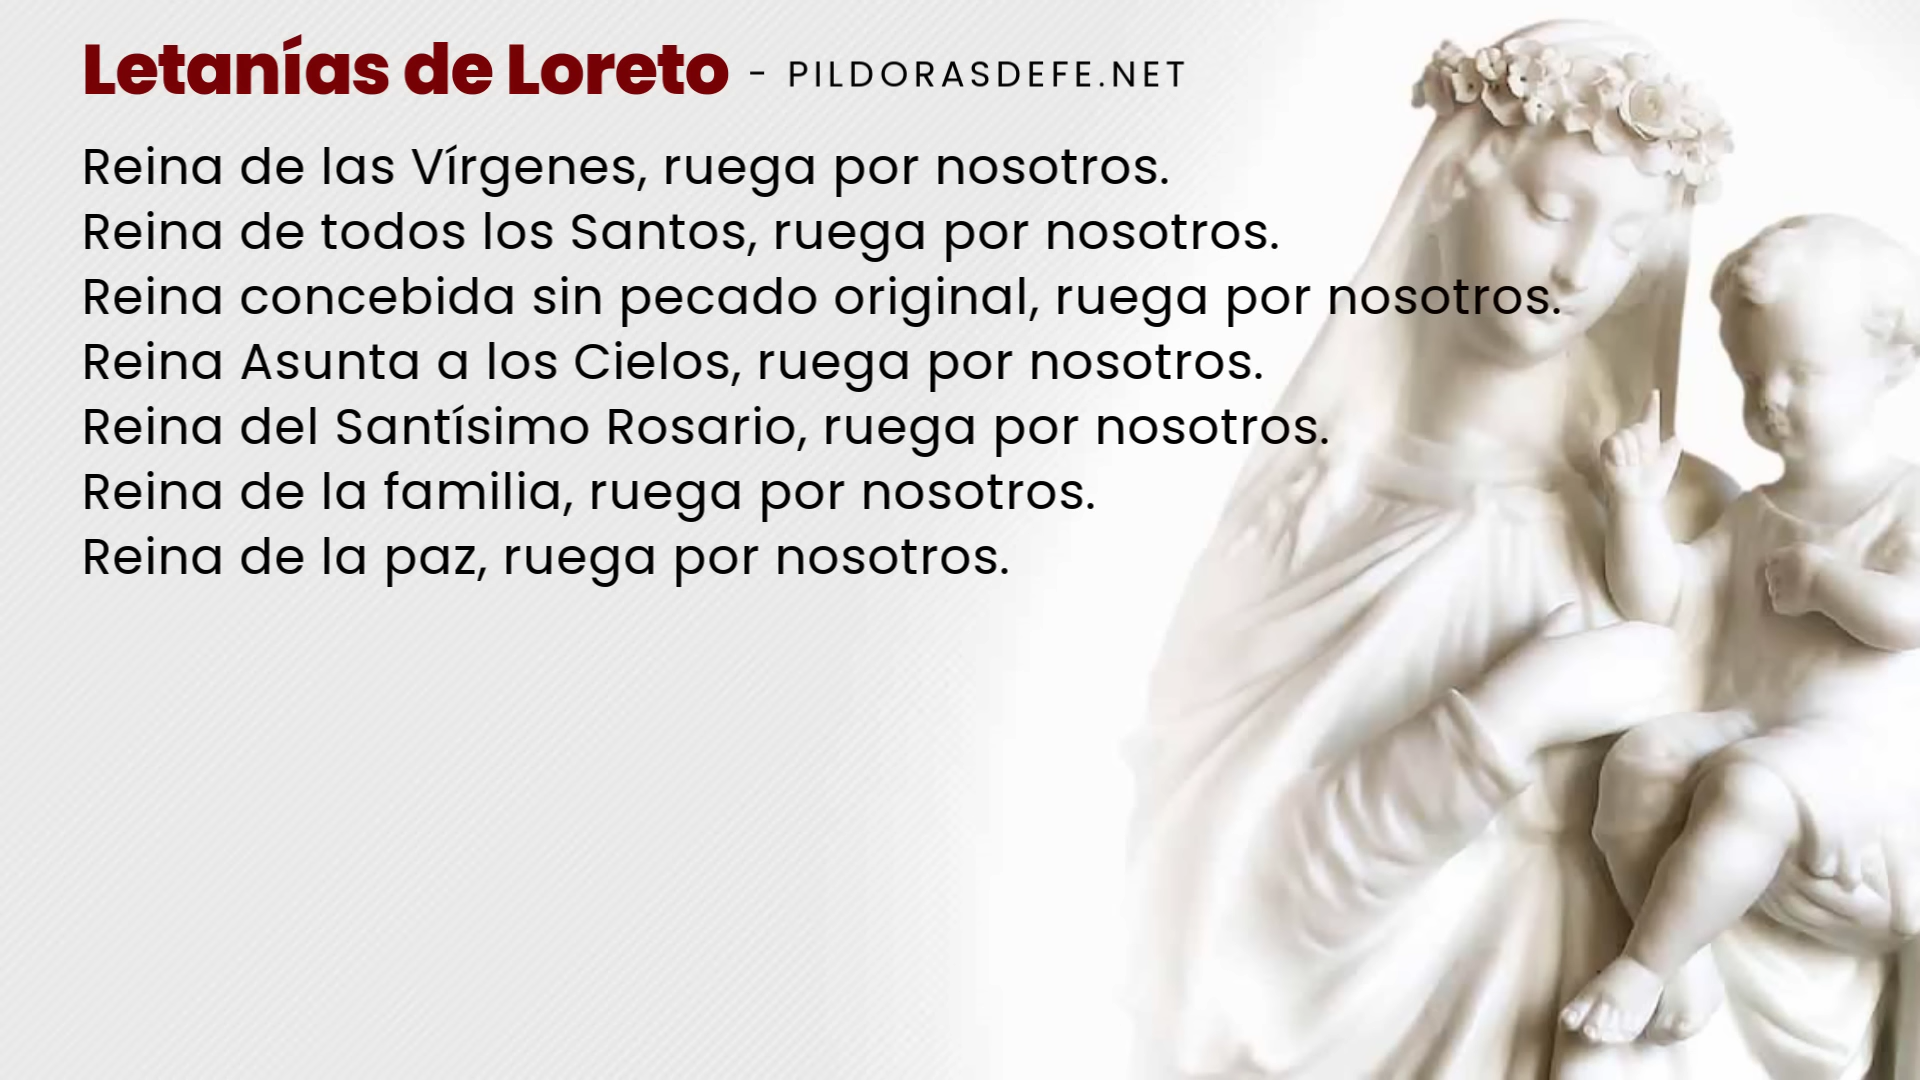 Letanías de Loreto - PILDORASDEFE.NET
Reina de las Vírgenes, ruega por nosotros.
Reina de todos los Santos, ruega por nosotros.
Reina concebida sin pecado original, ruega por nosotros.
Reina Asunta a los Cielos, ruega por nosotros.
Reina del Santísimo Rosario, ruega por nosotros.
Reina de la familia, ruega por nosotros.
Reina de la paz, ruega por nosotros.